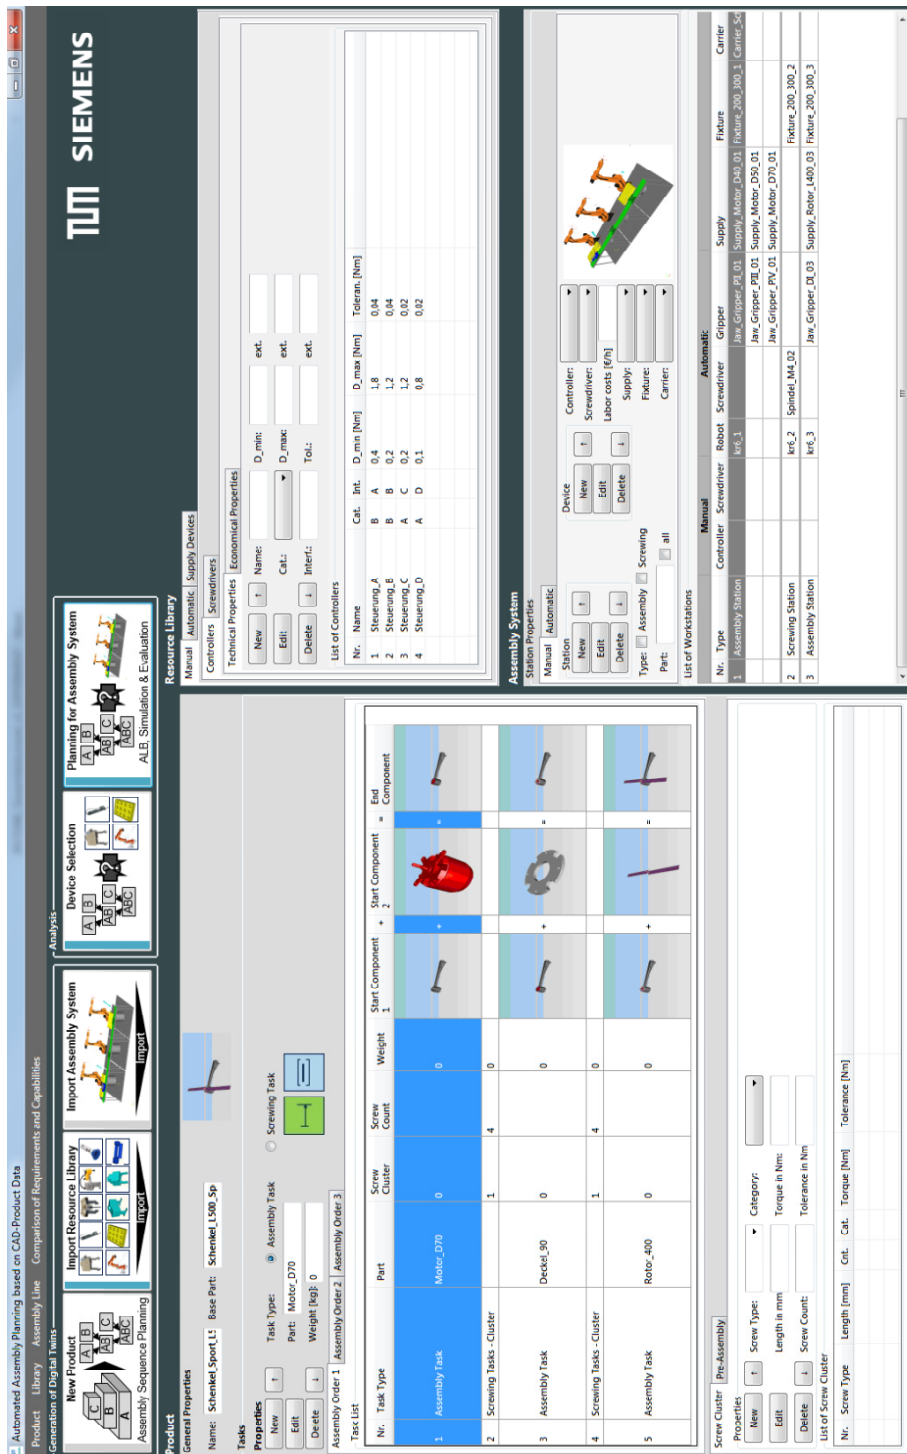 Automated Assembly Planning based on CAD-Product Data
Product Library Assembly Line Comparison of Requirements and Capabilities
Generation of Digital Twins
New Product
A B C
A B
AB C
ABC
Assembly Sequence Planning
Import Resource Library
Import
Import Assembly System
Import
Analysis
Device Selection
A B
AB C
ABC
?
Planning for Assembly System
A B
AB C
ABC
?
ALB, Simulation & Evaluation
TUM SIEMENS
Product
General Properties
Name: Schenkel_Sport_L5 Base Part: Schenkel_L500_Sp
Tasks
Properties
New ↑ Task Type: Assembly Task Screwing Task
Edit Part: Motor_D70
Delete ↓ Weight [kg]: 0
Assembly Order 1 Assembly Order 2 Assembly Order 3
Task List
Nr. Task Type Part Screw Cluster Screw Count Weight Start Component 1 + Start Component 2 = End Component
1 Assembly Task Motor_D70 0 0 + =
2 Screwing Tasks - Cluster 1 4 0
3 Assembly Task Deckel_90 0 0 + =
4 Screwing Tasks - Cluster 1 4 0
5 Assembly Task Rotor_400 0 0 + =
Screw Cluster Pre-Assembly
Properties
New ↑ Screw Type: Category:
Edit Length in mm Torque in Nm:
Delete ↓ Screw Count: Tolerance in Nm
List of Screw Cluster
Nr. Screw Type Length [mm] Cnt. Cat. Torque [Nm] Tolerance [Nm]
Resource Library
Manual Automatic Supply Devices
Controllers Screwdrivers
Technical Properties Economical Properties
New ↑ Name: D_min: ext.
Edit Cat.: D_max: ext.
Delete ↓ Interf.: Tol.: ext.
List of Controllers
Nr. Name Cat. Int. D_min [Nm] D_max [Nm] Toleran. [Nm]
1 Steuerung_A B A 0,4 1,8 0,04
2 Steuerung_B B B 0,2 1,2 0,04
3 Steuerung_C A C 0,2 1,2 0,02
4 Steuerung_D A D 0,1 0,8 0,02
Assembly System
Station Properties
Manual Automatic
Station Device
New ↑ New ↑ Controller:
Edit Edit Screwdriver:
Delete ↓ Delete ↓ Labor costs [€/h]
Supply:
Type: Assembly Screwing Fixture:
Part: all Carrier:
List of Workstations
Manual Automatic
Nr. Type Controller Screwdriver Robot Screwdriver Gripper Supply Fixture Carrier
1 Assembly Station kr6_1 Jaw_Gripper_PI_01 Supply_Motor_D40_01 Fixture_200_300_1 Carrier_Sc
Jaw_Gripper_PIII_01 Supply_Motor_D50_01
Jaw_Gripper_PIV_01 Supply_Motor_D70_01
2 Screwing Station kr6_2 Spindel_M4_02 Fixture_200_300_2
3 Assembly Station kr6_3 Jaw_Gripper_DI_03 Supply_Rotor_L400_03 Fixture_200_300_3